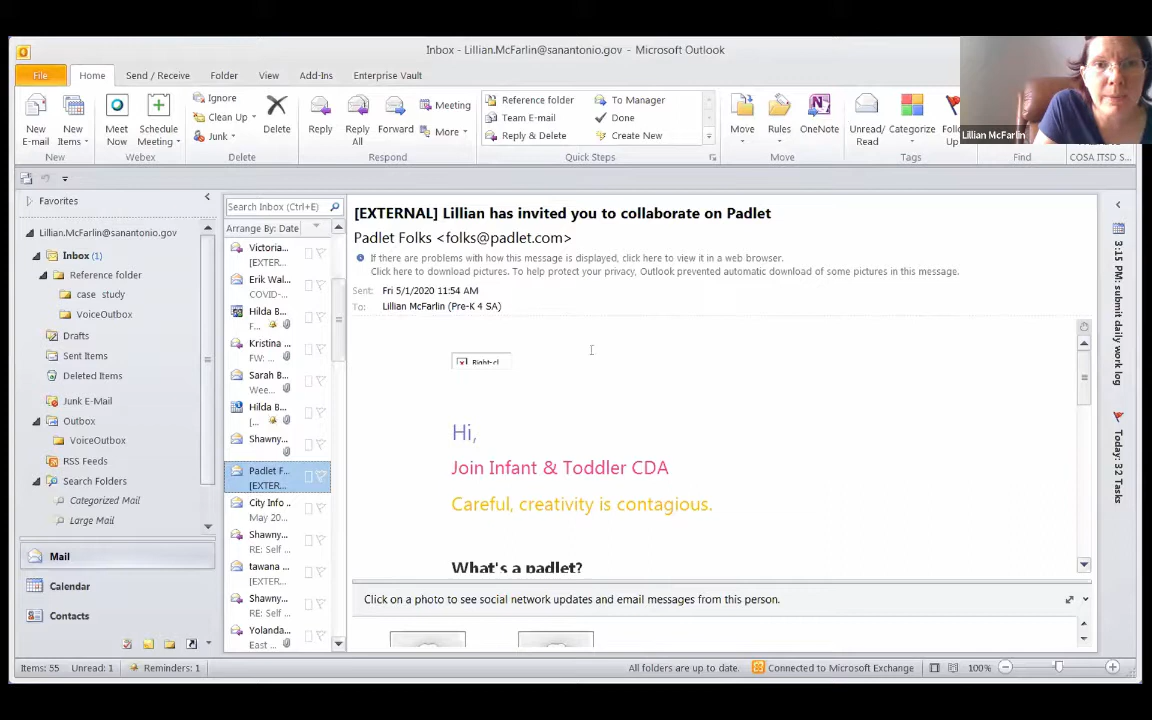 Inbox - Lillian.McFarlin@sanantonio.gov - Microsoft Outlook
File Home Send / Receive Folder View Add-Ins Enterprise Vault
New E-mail
New Items
New
Meet Now
Schedule Meeting
Webex
Ignore
Clean Up
Junk
Delete
Delete
Reply
Reply All
Forward
Meeting
More
Respond
Reference folder
Team E-mail
Reply & Delete
To Manager
Done
Create New
Quick Steps
Move
Rules
OneNote
Move
Unread/ Read
Categorize
Follow Up
Tags
Find
COSA ITSD S...
Lillian McFarlin
Favorites
Lillian.McFarlin@sanantonio.gov
Inbox (1)
Reference folder
case study
VoiceOutbox
Drafts
Sent Items
Deleted Items
Junk E-Mail
Outbox
VoiceOutbox
RSS Feeds
Search Folders
Categorized Mail
Large Mail
Mail
Calendar
Contacts
Search Inbox (Ctrl+E)
Arrange By: Date
Victoria...
[EXTER...
Erik Wal...
COVID-...
Hilda B...
F...
Kristina ...
FW: ...
Sarah B...
Wee...
Hilda B...
[...
Shawny...
Padlet F...
[EXTER...
City Info ..
May 20...
Shawny...
RE: Self ...
tawana ...
[EXTER...
Shawny...
RE: Self ...
Yolanda...
East ...
[EXTERNAL] Lillian has invited you to collaborate on Padlet
Padlet Folks <folks@padlet.com>
If there are problems with how this message is displayed, click here to view it in a web browser.
Click here to download pictures. To help protect your privacy, Outlook prevented automatic download of some pictures in this message.
Sent: Fri 5/1/2020 11:54 AM
To: Lillian McFarlin (Pre-K 4 SA)
Right-cl
Hi,
Join Infant & Toddler CDA
Careful, creativity is contagious.
What's a padlet?
Click on a photo to see social network updates and email messages from this person.
3:15 PM: submit daily work log
Today: 32 Tasks
Items: 55 Unread: 1 Reminders: 1
All folders are up to date. Connected to Microsoft Exchange 100%